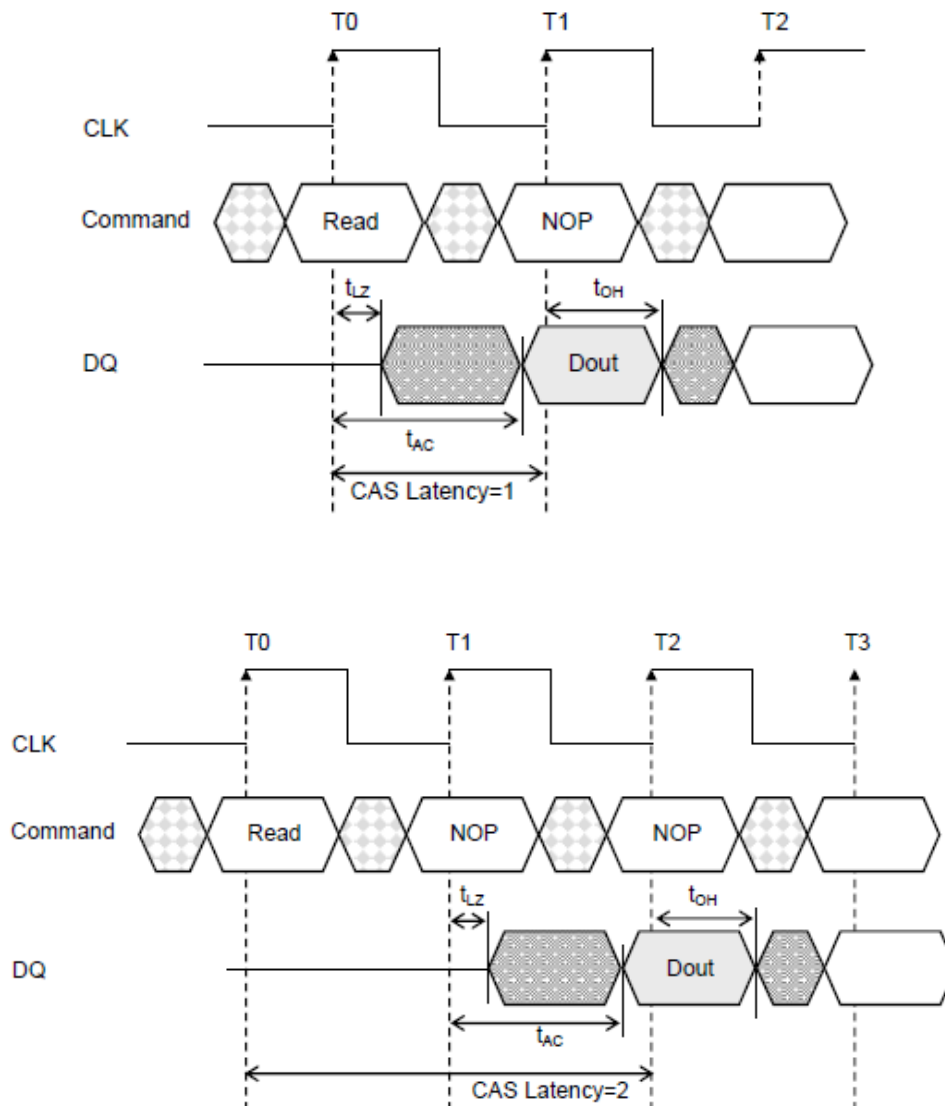 T0 T1 T2
CLK
Command Read NOP
tLZ tOH
DQ Dout
tAC
CAS Latency=1
T0 T1 T2 T3
CLK
Command Read NOP NOP
tLZ tOH
DQ Dout
tAC
CAS Latency=2